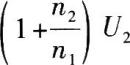 ( 1+ n₂/n₁ ) U₂